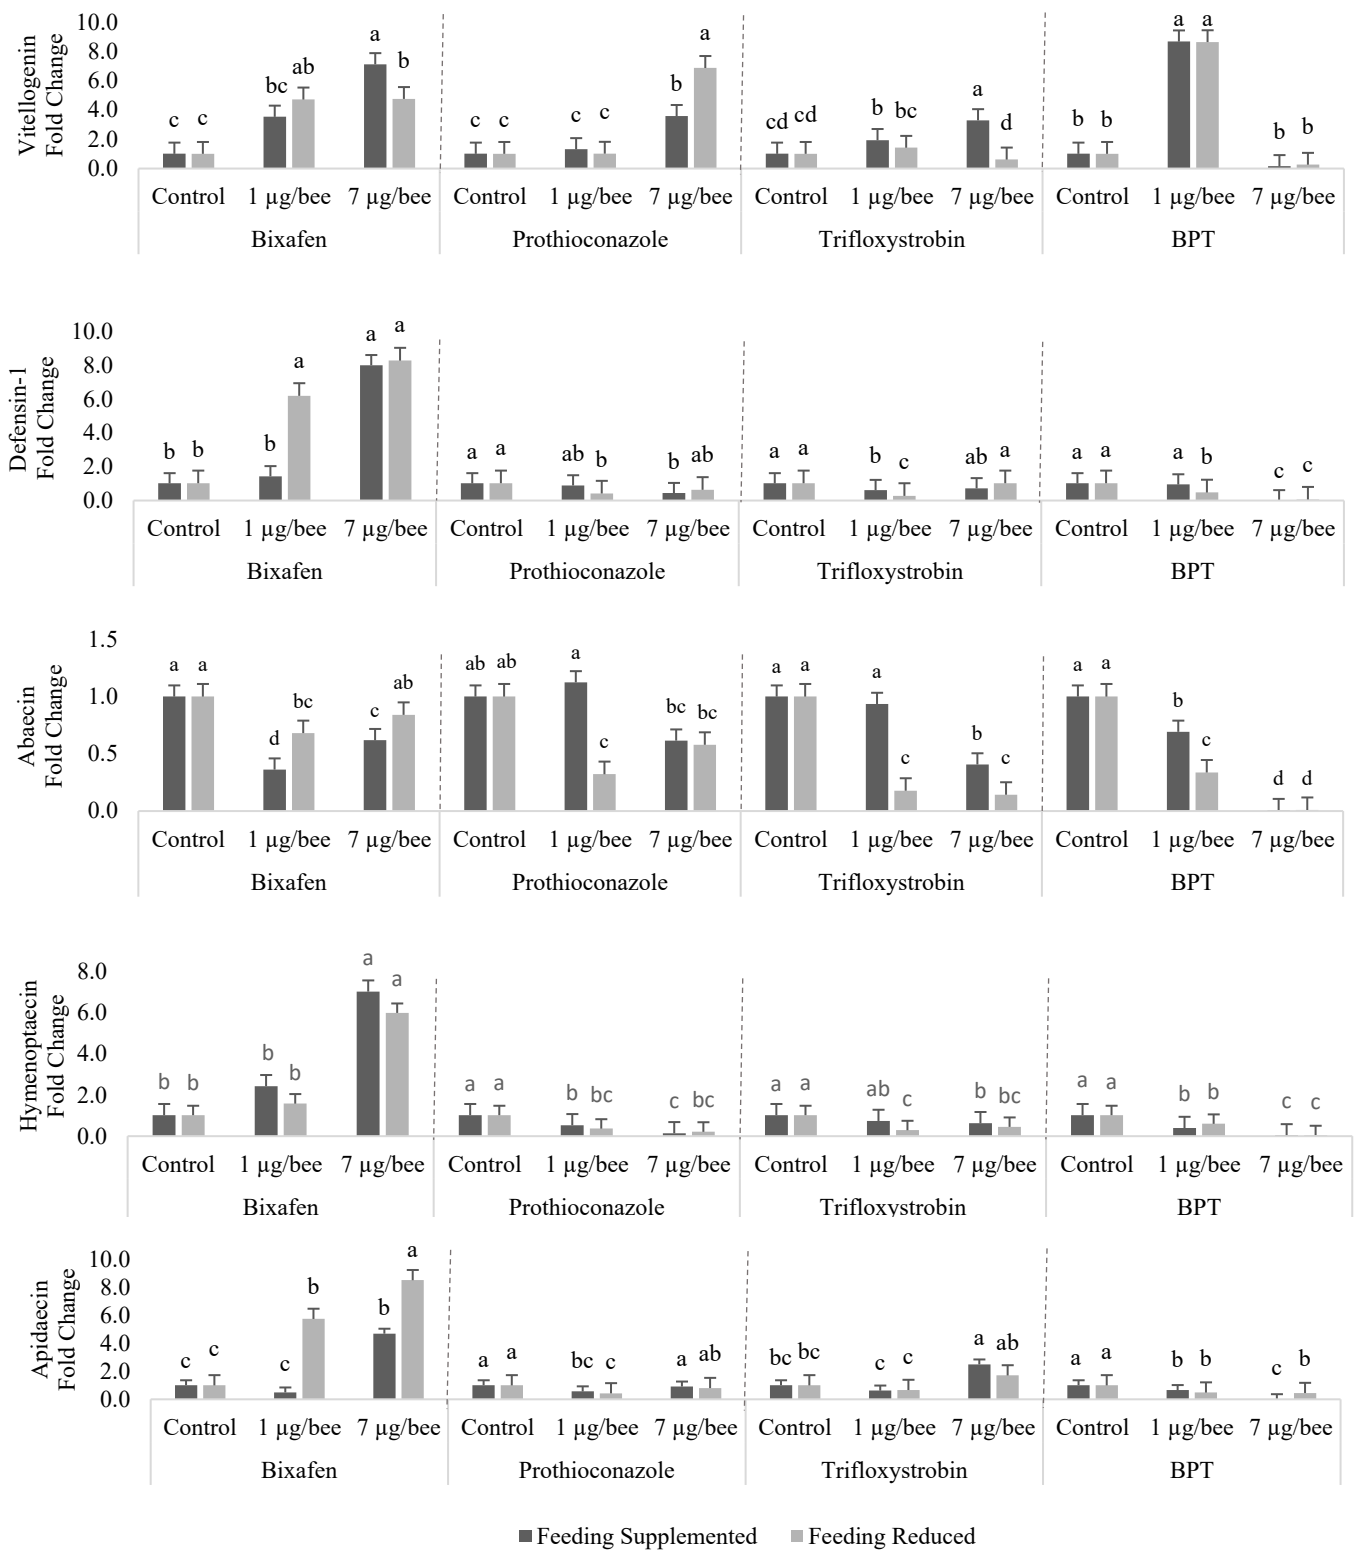 Vitellogenin
Fold Change
10.0
8.0
6.0
4.0
2.0
0.0
c c bc ab a b c c c c b a cd cd b bc a d b b a a b b
Control 1 µg/bee 7 µg/bee Control 1 µg/bee 7 µg/bee Control 1 µg/bee 7 µg/bee Control 1 µg/bee 7 µg/bee
Bixafen Prothioconazole Trifloxystrobin BPT
Defensin-1
Fold Change
10.0
8.0
6.0
4.0
2.0
0.0
b b b a a a a a ab b b ab a a b c ab a a a a b c c
Control 1 µg/bee 7 µg/bee Control 1 µg/bee 7 µg/bee Control 1 µg/bee 7 µg/bee Control 1 µg/bee 7 µg/bee
Bixafen Prothioconazole Trifloxystrobin BPT
Abaecin
Fold Change
1.5
1.0
0.5
0.0
a a d bc c ab ab ab a c bc bc a a a c b c a a b c d d
Control 1 µg/bee 7 µg/bee Control 1 µg/bee 7 µg/bee Control 1 µg/bee 7 µg/bee Control 1 µg/bee 7 µg/bee
Bixafen Prothioconazole Trifloxystrobin BPT
Hymenoptaecin
Fold Change
8.0
6.0
4.0
2.0
0.0
b b b b a a a a b bc c bc a a ab c b bc a a b b c c
Control 1 µg/bee 7 µg/bee Control 1 µg/bee 7 µg/bee Control 1 µg/bee 7 µg/bee Control 1 µg/bee 7 µg/bee
Bixafen Prothioconazole Trifloxystrobin BPT
Apidaecin
Fold Change
10.0
8.0
6.0
4.0
2.0
0.0
c c c b b a a a bc c a ab bc bc c c a ab a a b b c b
Control 1 µg/bee 7 µg/bee Control 1 µg/bee 7 µg/bee Control 1 µg/bee 7 µg/bee Control 1 µg/bee 7 µg/bee
Bixafen Prothioconazole Trifloxystrobin BPT
Feeding Supplemented Feeding Reduced